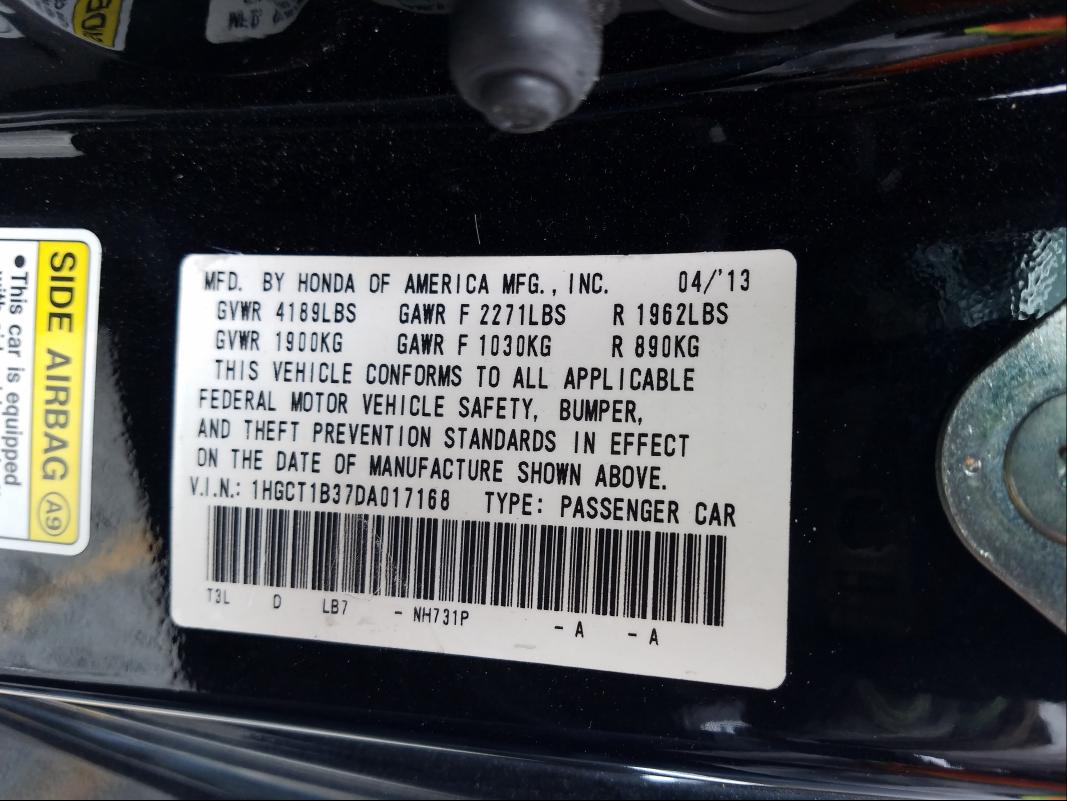 MFD. BY HONDA OF AMERICA MFG., INC. 04/'13
GVWR 4189LBS GAWR F 2271LBS R 1962LBS
GVWR 1900KG GAWR F 1030KG R 890KG
THIS VEHICLE CONFORMS TO ALL APPLICABLE
FEDERAL MOTOR VEHICLE SAFETY, BUMPER,
AND THEFT PREVENTION STANDARDS IN EFFECT
ON THE DATE OF MANUFACTURE SHOWN ABOVE.
V.I.N.: 1HGCT1B37DA017168 TYPE: PASSENGER CAR
T3L D LB7 - NH731P - A - A
SIDE AIRBAG A9
•This car is equipped